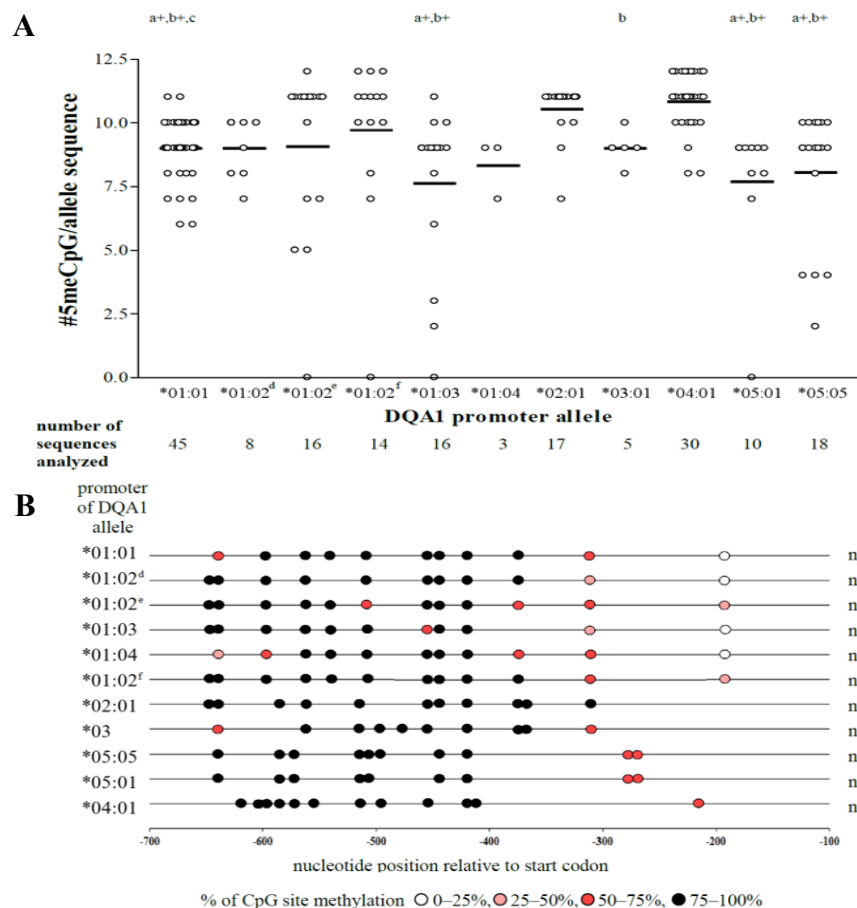 A
a+,b+,c a+,b+ b a+,b+ a+,b+
#5meCpG/allele sequence
12.5
10.0
7.5
5.0
2.5
0.0
*01:01 *01:02d *01:02e *01:02f *01:03 *01:04 *02:01 *03:01 *04:01 *05:01 *05:05
DQA1 promoter allele
number of
sequences
analyzed
45 8 16 14 16 3 17 5 30 10 18
B
promoter
of DQA1
allele
*01:01 n
*01:02d n
*01:02e n
*01:03 n
*01:04 n
*01:02f n
*02:01 n
*03 n
*05:05 n
*05:01 n
*04:01 n
-700 -600 -500 -400 -300 -200 -100
nucleotide position relative to start codon
% of CpG site methylation 0–25%, 25–50%, 50–75%, 75–100%